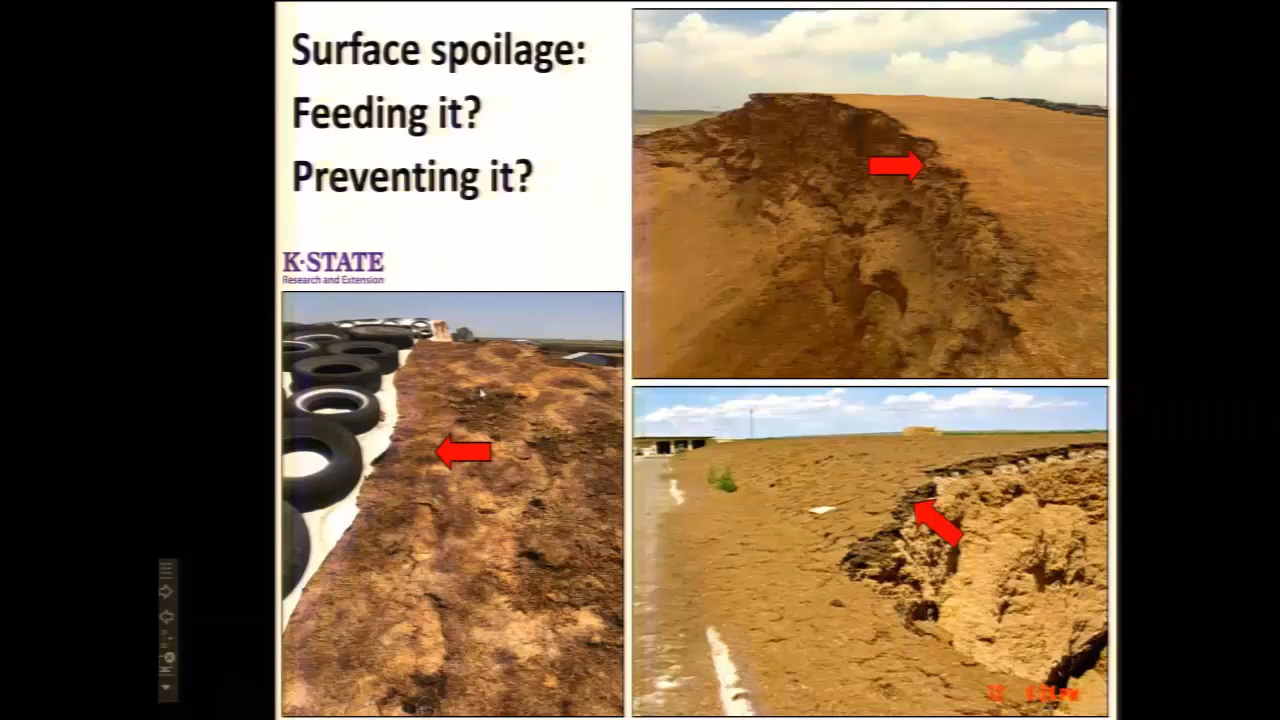 Surface spoilage:
Feeding it?
Preventing it?
K•STATE
Research and Extension